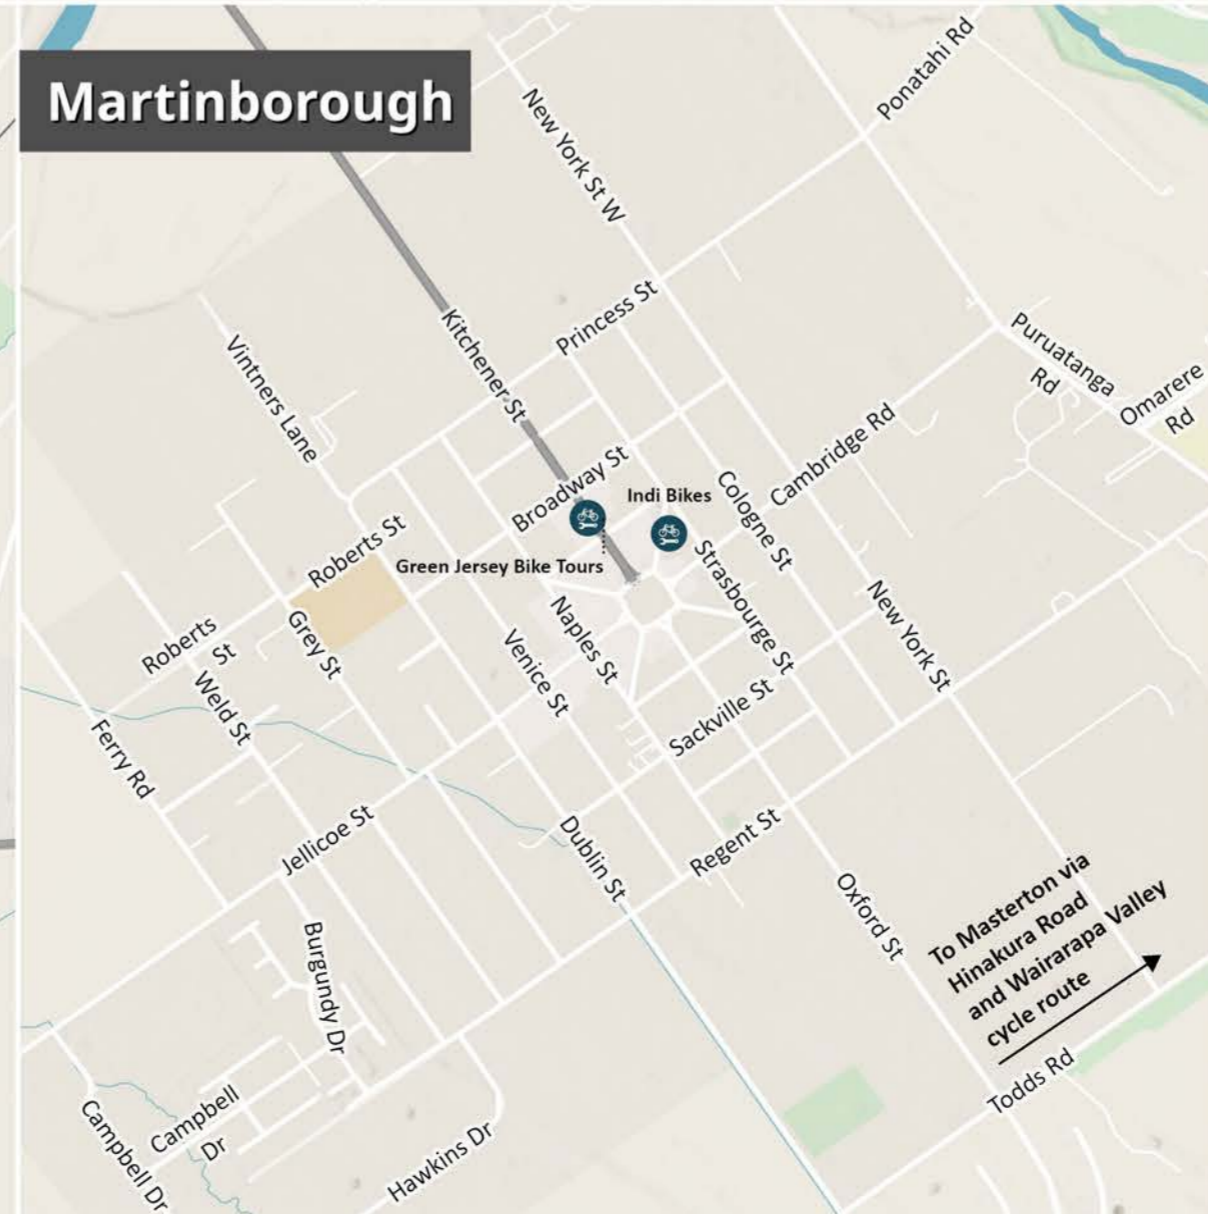 Martinborough
Ponatahi Rd
New York St W
Princess St
Kitchener St
Vintners Lane
Puruatanga
Rd
Omarere
Rd
Cambridge Rd
Broadway St
Indi Bikes
Cologne St
Green Jersey Bike Tours
Roberts St
Strasbourge St
Naples St
New York St
Grey St
Roberts
St
Venice St
Weld St
Sackville St
Ferry Rd
Jellicoe St
Dublin St
Regent St
Oxford St
To Masterton via
Hinakura Road
and Wairarapa Valley
cycle route
Burgundy Dr
Todds Rd
Campbell
Dr
Campbell Dr
Hawkins Dr